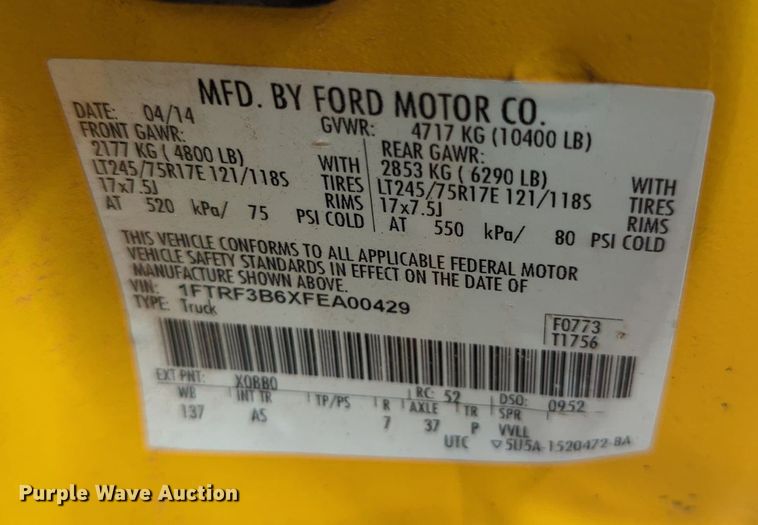 MFD. BY FORD MOTOR CO.
DATE: 04/14 GVWR: 4717 KG (10400 LB)
FRONT GAWR: REAR GAWR:
2177 KG ( 4800 LB) WITH 2853 KG ( 6290 LB) WITH
LT245/75R17E 121/118S TIRES LT245/75R17E 121/118S TIRES
17x7.5J RIMS 17x7.5J RIMS
AT 520 kPa/ 75 PSI COLD AT 550 kPa/ 80 PSI COLD
THIS VEHICLE CONFORMS TO ALL APPLICABLE FEDERAL MOTOR
VEHICLE SAFETY STANDARDS IN EFFECT ON THE DATE OF
MANUFACTURE SHOWN ABOVE.
VIN: 1FTRF3B6XFEA00429
TYPE: Truck
F0773
T1756
EXT PNT: XQBBO RC: 52 DSO: 0952
WB INT TR TP/PS R AXLE TR SPR
137 AS 7 37 P VVLL
UTC ▽5U5A-1520472-BA
Purple Wave Auction